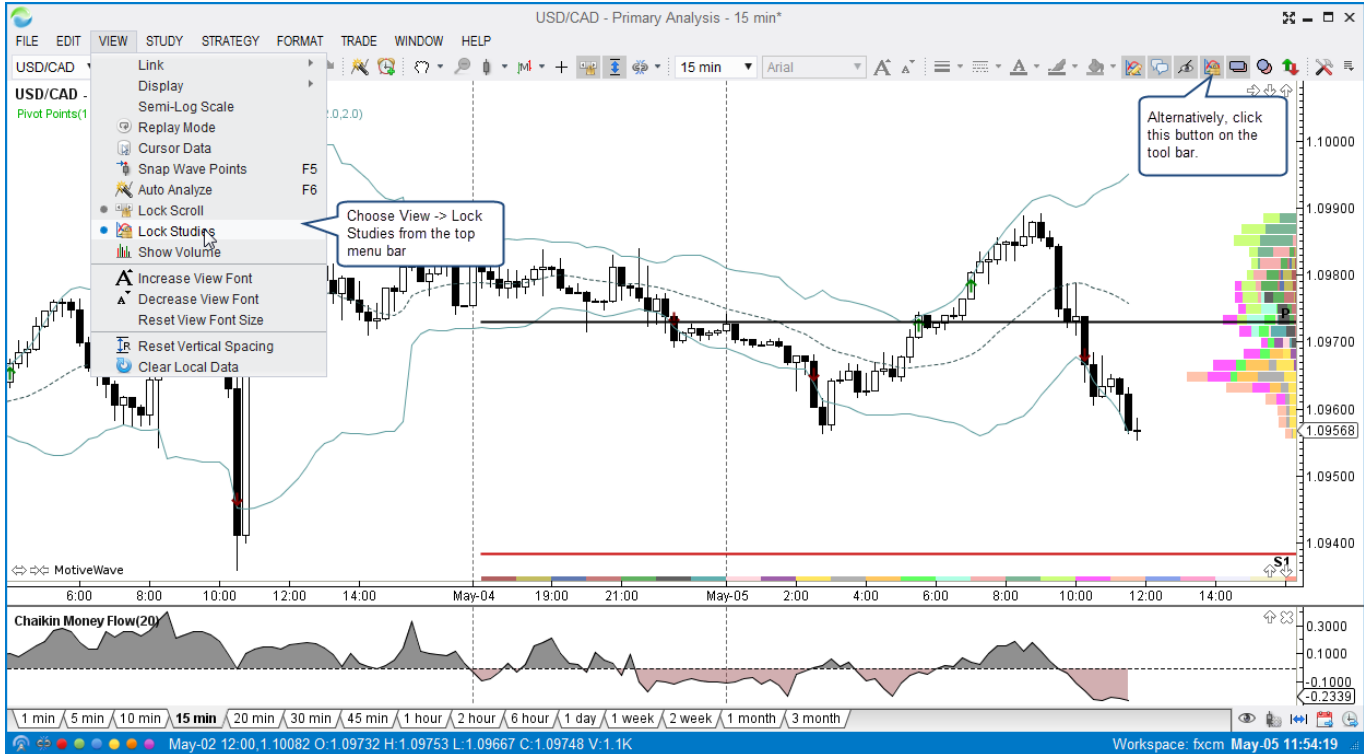 USD/CAD - Primary Analysis - 15 min*
FILE EDIT VIEW STUDY STRATEGY FORMAT TRADE WINDOW HELP
USD/CAD 15 min Arial
USD/CAD -
Pivot Points(1
2.0,2.0)
Link
Display
Semi-Log Scale
Replay Mode
Cursor Data
Snap Wave Points F5
Auto Analyze F6
Lock Scroll
Lock Studies
Show Volume
Increase View Font
Decrease View Font
Reset View Font Size
Reset Vertical Spacing
Clear Local Data
Choose View -> Lock
Studies from the top
menu bar
Alternatively, click
this button on the
tool bar.
1.10000
1.09900
1.09800
P
1.09700
1.09600
1.09568
1.09500
1.09400
S1
MotiveWave
6:00 8:00 10:00 12:00 14:00 May-04 19:00 21:00 May-05 2:00 4:00 6:00 8:00 10:00 12:00 14:00
Chaikin Money Flow(20)
0.3000
0.1000
-0.1000
-0.2339
1 min 5 min 10 min 15 min 20 min 30 min 45 min 1 hour 2 hour 6 hour 1 day 1 week 2 week 1 month 3 month
May-02 12:00,1.10082 O:1.09732 H:1.09753 L:1.09667 C:1.09748 V:1.1K Workspace: fxcm May-05 11:54:19